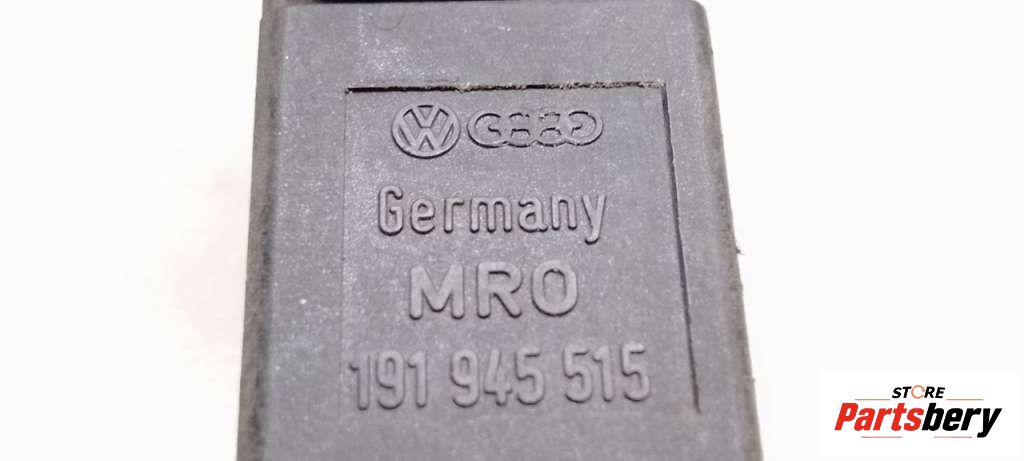 Germany
MRO
191 945 515
STORE
Partsbery